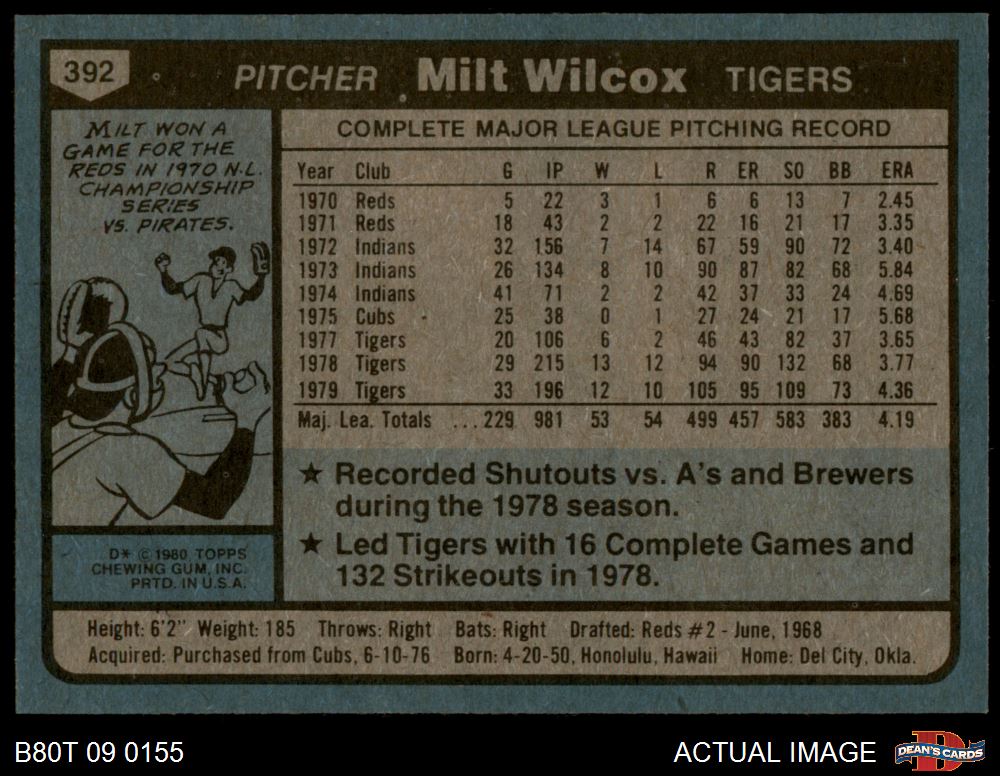 392
PITCHER Milt Wilcox TIGERS
MILT WON A
GAME FOR THE
REDS IN 1970 N.L.
CHAMPIONSHIP
SERIES
VS. PIRATES.
D* © 1980 TOPPS
CHEWING GUM, INC.
PRTD. IN U.S.A.
COMPLETE MAJOR LEAGUE PITCHING RECORD
Year Club G IP W L R ER SO BB ERA
1970 Reds 5 22 3 1 6 6 13 7 2.45
1971 Reds 18 43 2 2 22 16 21 17 3.35
1972 Indians 32 156 7 14 67 59 90 72 3.40
1973 Indians 26 134 8 10 90 87 82 68 5.84
1974 Indians 41 71 2 2 42 37 33 24 4.69
1975 Cubs 25 38 0 1 27 24 21 17 5.68
1977 Tigers 20 106 6 2 46 43 82 37 3.65
1978 Tigers 29 215 13 12 94 90 132 68 3.77
1979 Tigers 33 196 12 10 105 95 109 73 4.36
Maj. Lea. Totals ...229 981 53 54 499 457 583 383 4.19
★ Recorded Shutouts vs. A's and Brewers
during the 1978 season.
★ Led Tigers with 16 Complete Games and
132 Strikeouts in 1978.
Height: 6'2" Weight: 185 Throws: Right Bats: Right Drafted: Reds #2 - June, 1968
Acquired: Purchased from Cubs, 6-10-76 Born: 4-20-50, Honolulu, Hawaii Home: Del City, Okla.
B80T 09 0155
ACTUAL IMAGE
D
DEAN'S CARDS